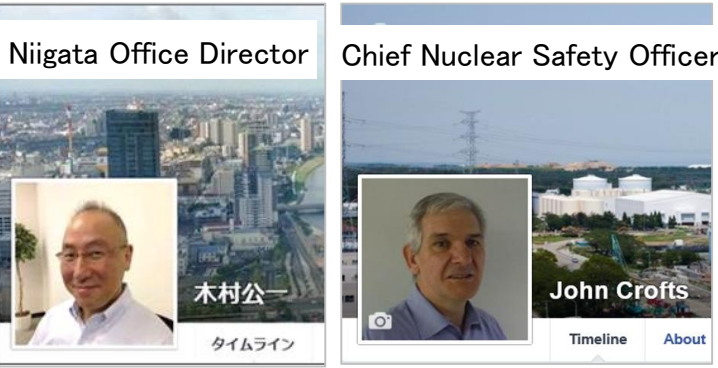 Niigata Office Director
木村公一
タイムライン
Chief Nuclear Safety Officer
John Crofts
Timeline About